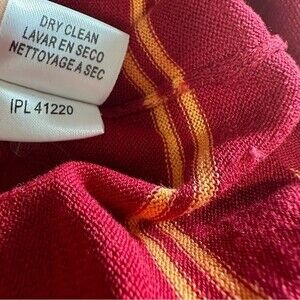 DRY CLEAN
LAVAR EN SECO
NETTOYAGE A SEC
IPL 41220